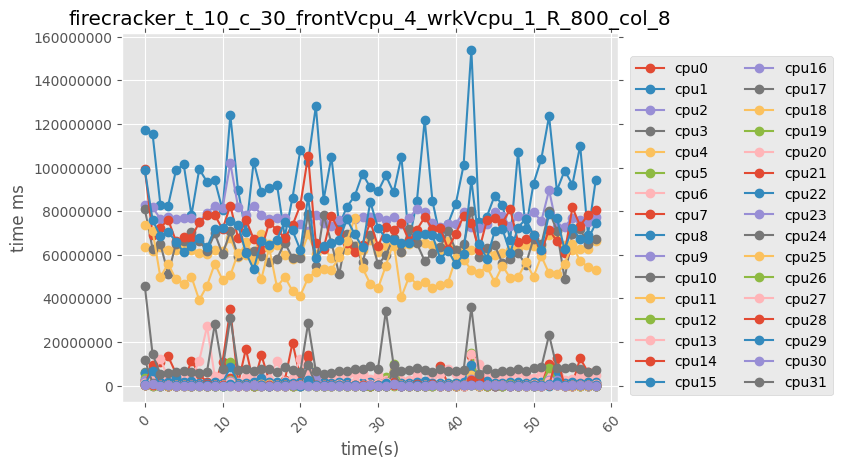 firecracker_t_10_c_30_frontVcpu_4_wrkVcpu_1_R_800_col_8
160000000
140000000
120000000
100000000
80000000
60000000
40000000
20000000
0
time ms
0
10
20
30
40
50
60
time(s)
cpu0
cpu1
cpu2
cpu3
cpu4
cpu5
cpu6
cpu7
cpu8
cpu9
cpu10
cpu11
cpu12
cpu13
cpu14
cpu15
cpu16
cpu17
cpu18
cpu19
cpu20
cpu21
cpu22
cpu23
cpu24
cpu25
cpu26
cpu27
cpu28
cpu29
cpu30
cpu31